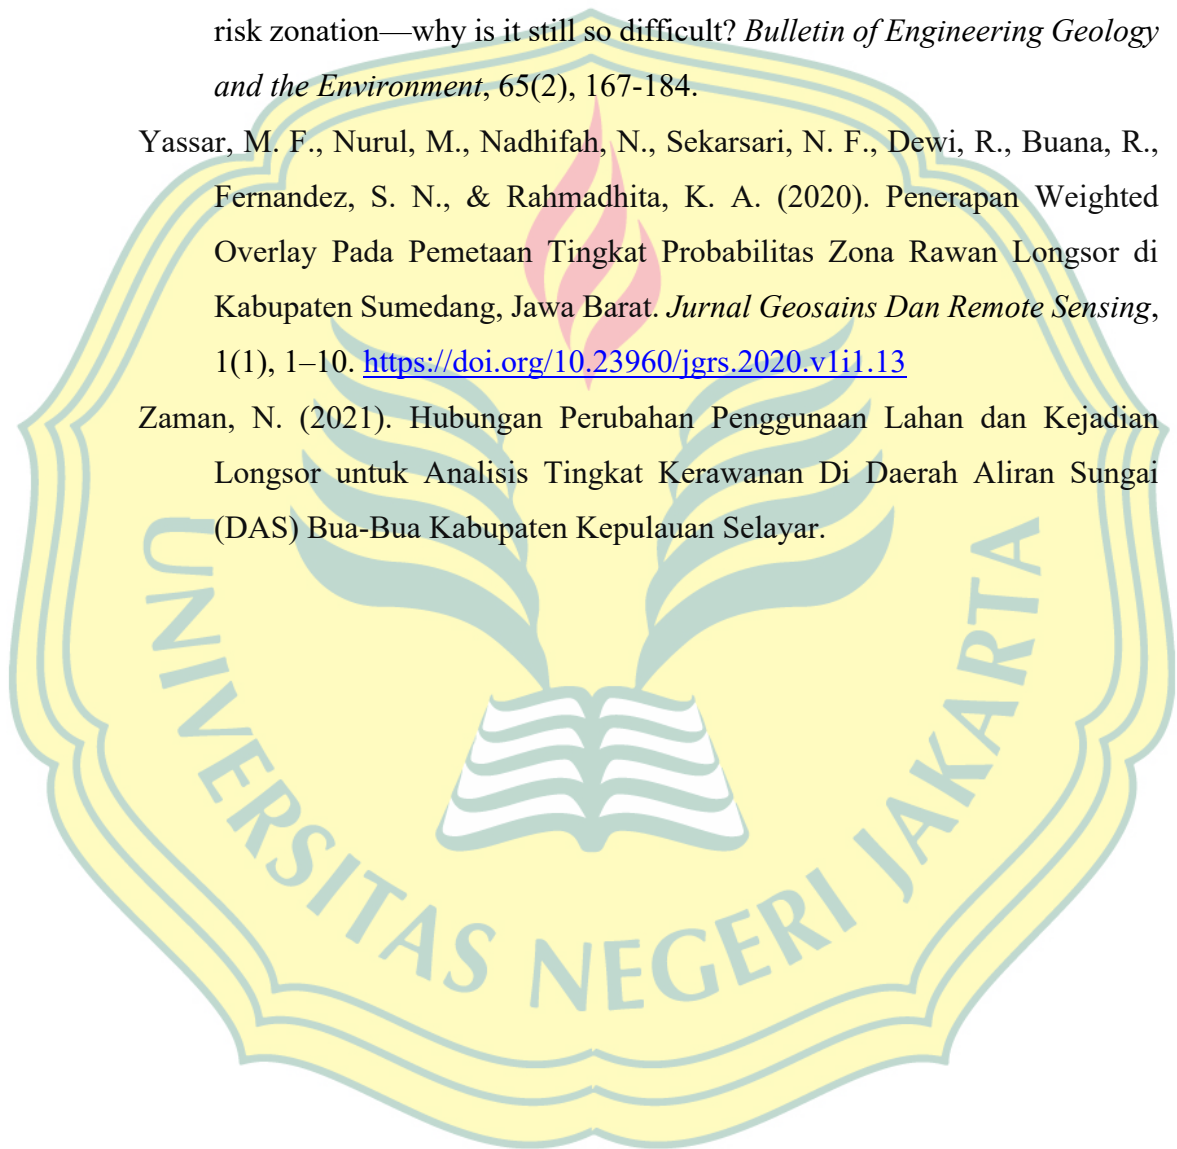 risk zonation—why is it still so difficult? Bulletin of Engineering Geology
and the Environment, 65(2), 167-184.
Yassar, M. F., Nurul, M., Nadhifah, N., Sekarsari, N. F., Dewi, R., Buana, R.,
Fernandez, S. N., & Rahmadhita, K. A. (2020). Penerapan Weighted
Overlay Pada Pemetaan Tingkat Probabilitas Zona Rawan Longsor di
Kabupaten Sumedang, Jawa Barat. Jurnal Geosains Dan Remote Sensing,
1(1), 1–10. https://doi.org/10.23960/jgrs.2020.v1i1.13
Zaman, N. (2021). Hubungan Perubahan Penggunaan Lahan dan Kejadian
Longsor untuk Analisis Tingkat Kerawanan Di Daerah Aliran Sungai
(DAS) Bua-Bua Kabupaten Kepulauan Selayar.
UNIVERSITAS NEGERI JAKARTA